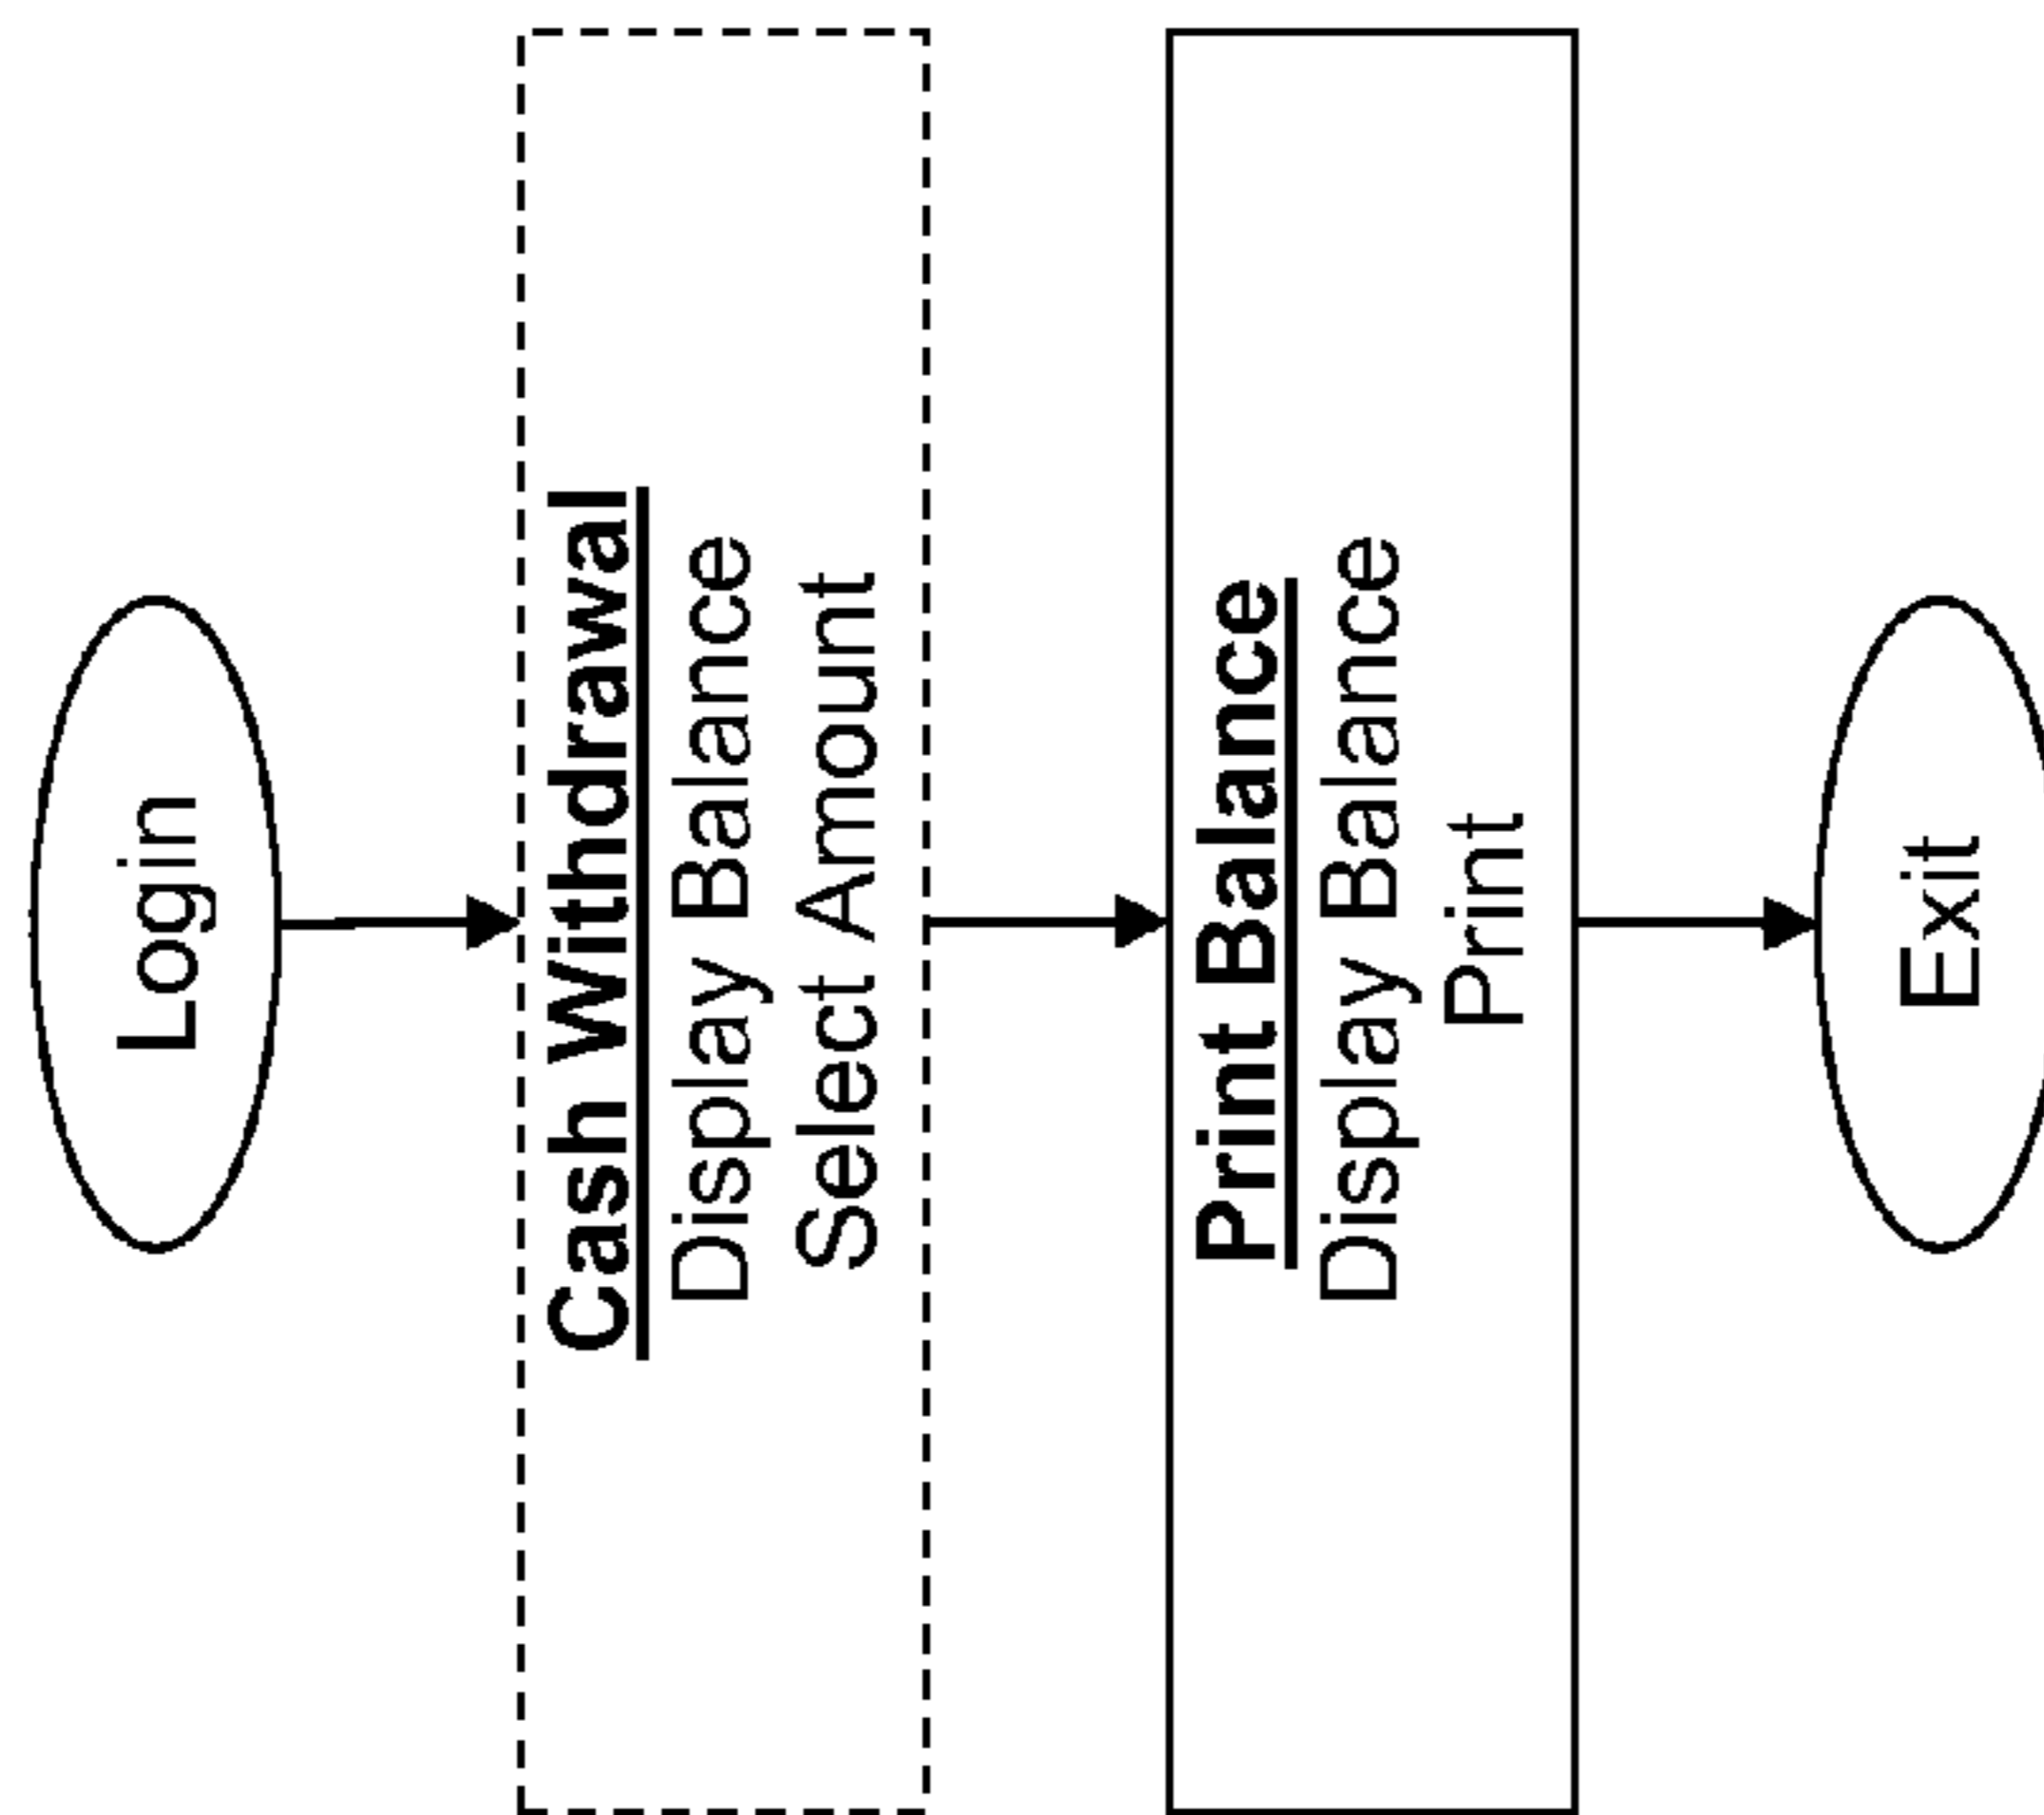 Login
Cash Withdrawal
Display Balance
Select Amount
Print Balance
Display Balance
Print
Exit